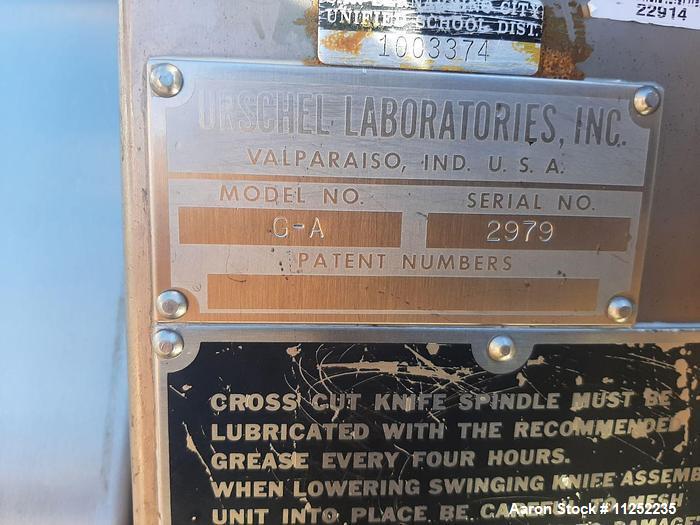 CITY
UNIFIED SCHOOL DIST.
1003374
22914
URSCHEL LABORATORIES, INC.
VALPARAISO, IND. U. S. A.
MODEL NO. SERIAL NO.
G-A 2979
PATENT NUMBERS
CROSS CUT KNIFE SPINDLE MUST BE
LUBRICATED WITH THE RECOMMENDED
GREASE EVERY FOUR HOURS.
WHEN LOWERING SWINGING KNIFE ASSEM
UNIT INTO PLACE BE CAREFUL TO MESH
Aaron Stock # 11252235